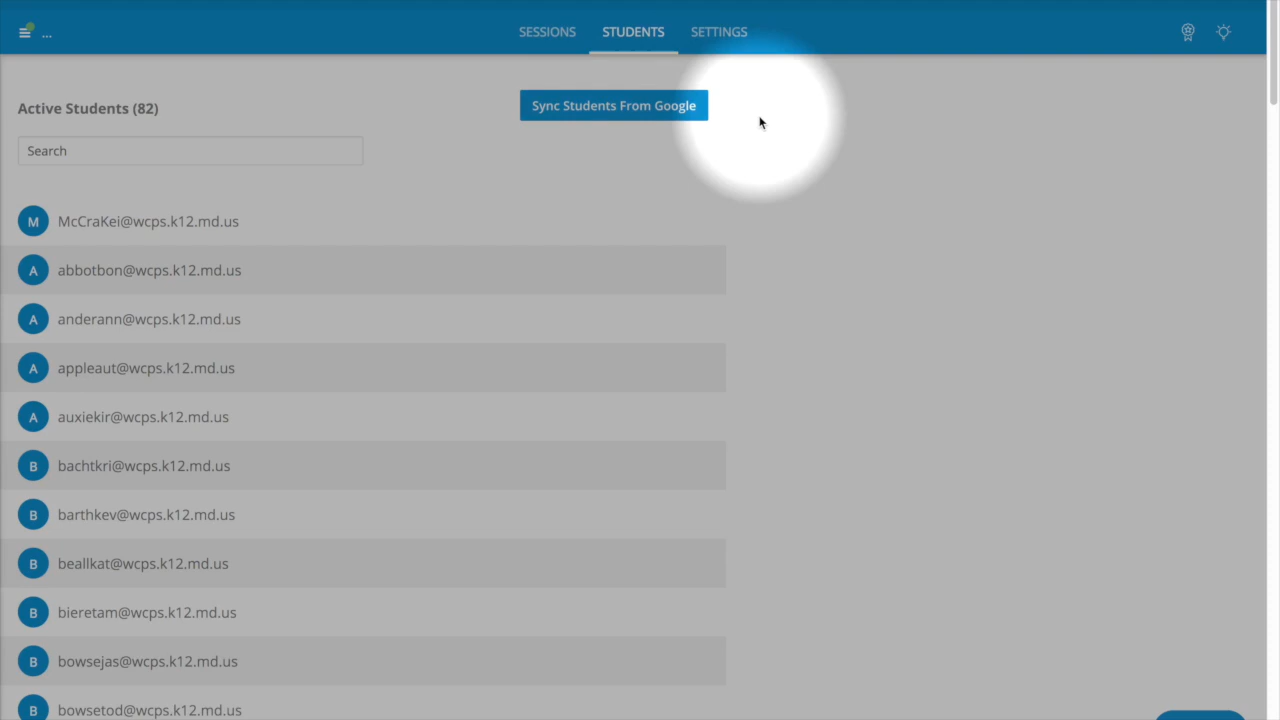 ... SESSIONS STUDENTS SETTINGS
Active Students (82)
Sync Students From Google
Search
M McCraKei@wcps.k12.md.us
A abbotbon@wcps.k12.md.us
A anderann@wcps.k12.md.us
A appleaut@wcps.k12.md.us
A auxiekir@wcps.k12.md.us
B bachtkri@wcps.k12.md.us
B barthkev@wcps.k12.md.us
B beallkat@wcps.k12.md.us
B bieretam@wcps.k12.md.us
B bowsejas@wcps.k12.md.us
B bowsetod@wcps.k12.md.us